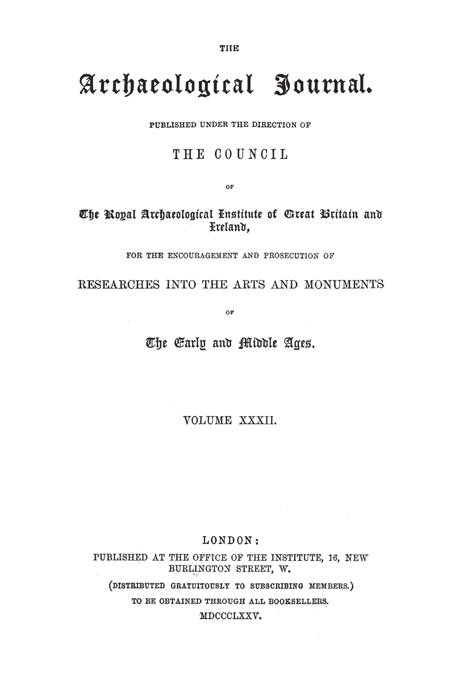 THE
Archaeological Journal.
PUBLISHED UNDER THE DIRECTION OF
THE COUNCIL
OF
The Royal Archaeological Institute of Great Britain and
Ireland,
FOR THE ENCOURAGEMENT AND PROSECUTION OF
RESEARCHES INTO THE ARTS AND MONUMENTS
OF
The Early and Middle Ages.
VOLUME XXXII.
LONDON:
PUBLISHED AT THE OFFICE OF THE INSTITUTE, 16, NEW
BURLINGTON STREET, W.
(DISTRIBUTED GRATUITOUSLY TO SUBSCRIBING MEMBERS.)
TO BE OBTAINED THROUGH ALL BOOKSELLERS.
MDCCCLXXV.